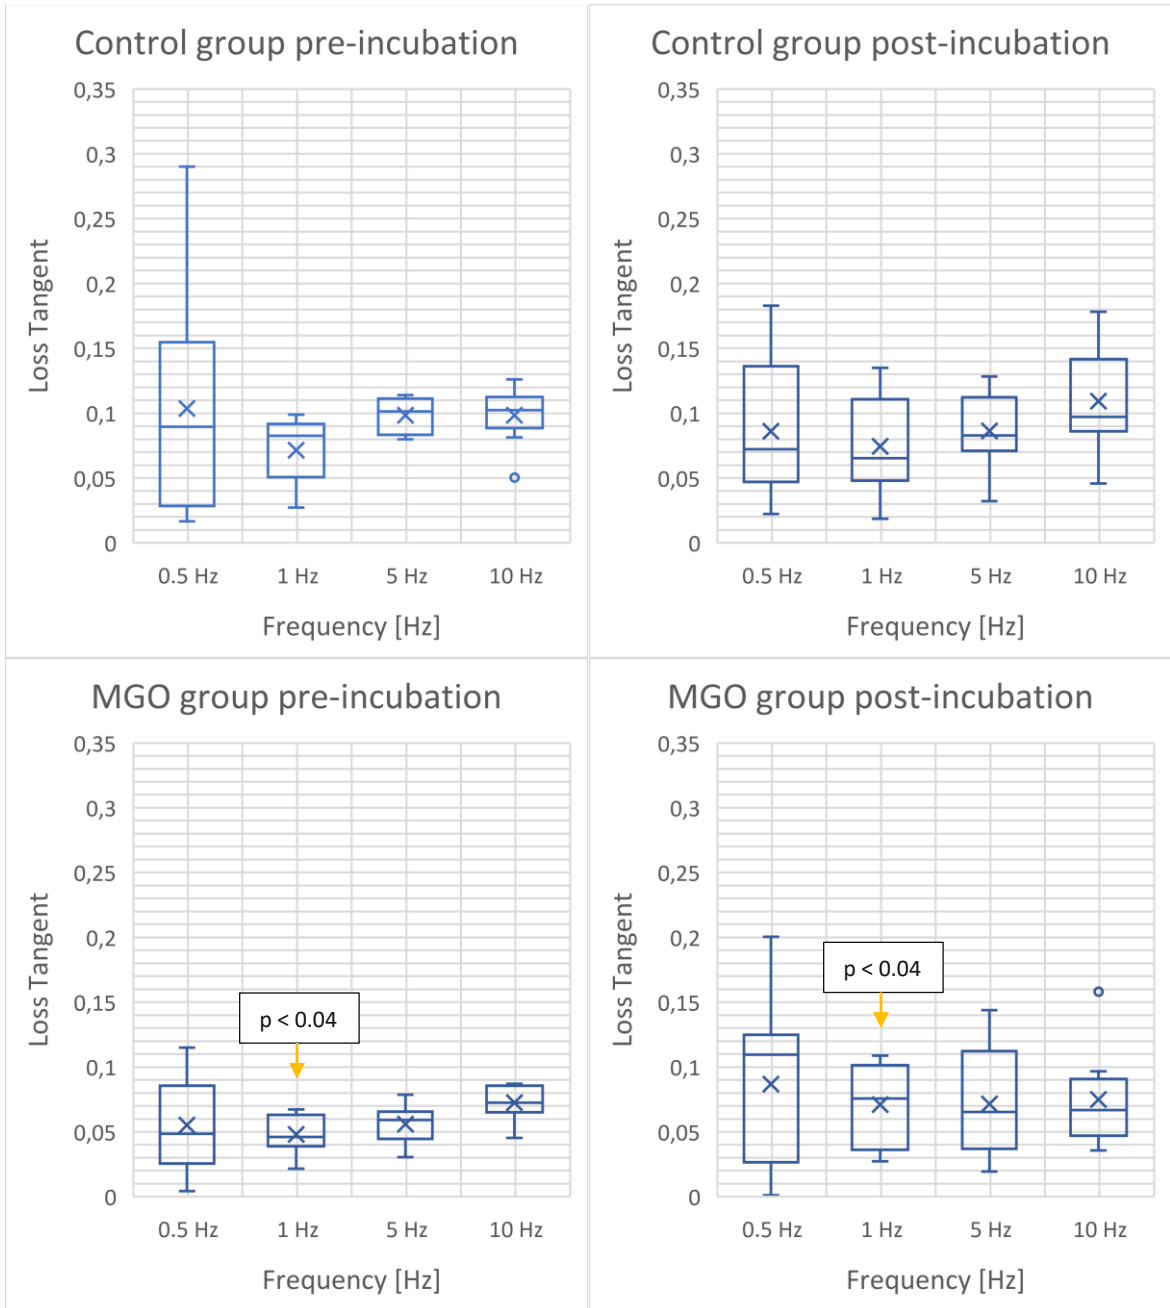 Control group pre-incubation
Loss Tangent
0,35
0,3
0,25
0,2
0,15
0,1
0,05
0
0.5 Hz
1 Hz
5 Hz
10 Hz
Frequency [Hz]
Control group post-incubation
Loss Tangent
0,35
0,3
0,25
0,2
0,15
0,1
0,05
0
0.5 Hz
1 Hz
5 Hz
10 Hz
Frequency [Hz]
MGO group pre-incubation
Loss Tangent
0,35
0,3
0,25
0,2
0,15
0,1
0,05
0
p < 0.04
0.5 Hz
1 Hz
5 Hz
10 Hz
Frequency [Hz]
MGO group post-incubation
Loss Tangent
0,35
0,3
0,25
0,2
0,15
0,1
0,05
0
p < 0.04
0.5 Hz
1 Hz
5 Hz
10 Hz
Frequency [Hz]